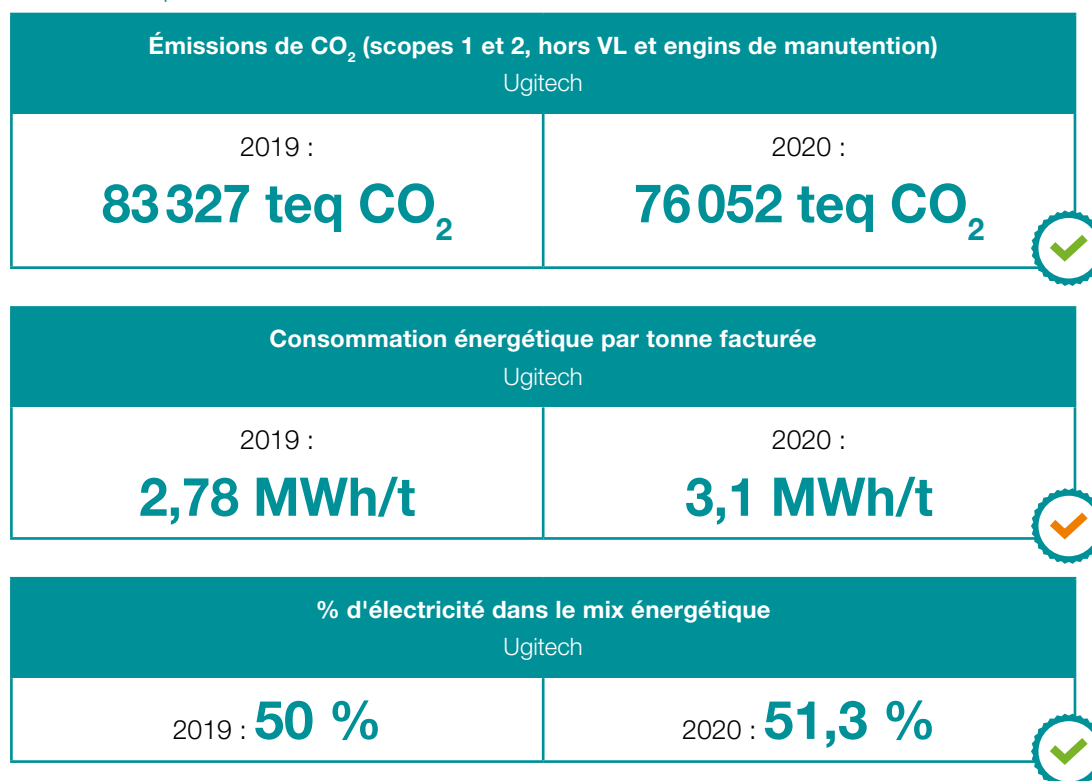 Émissions de CO₂ (scopes 1 et 2, hors VL et engins de manutention)
Ugitech
2019 :
83 327 teq CO₂
2020 :
76 052 teq CO₂
Consommation énergétique par tonne facturée
Ugitech
2019 :
2,78 MWh/t
2020 :
3,1 MWh/t
% d'électricité dans le mix énergétique
Ugitech
2019 : 50 %
2020 : 51,3 %